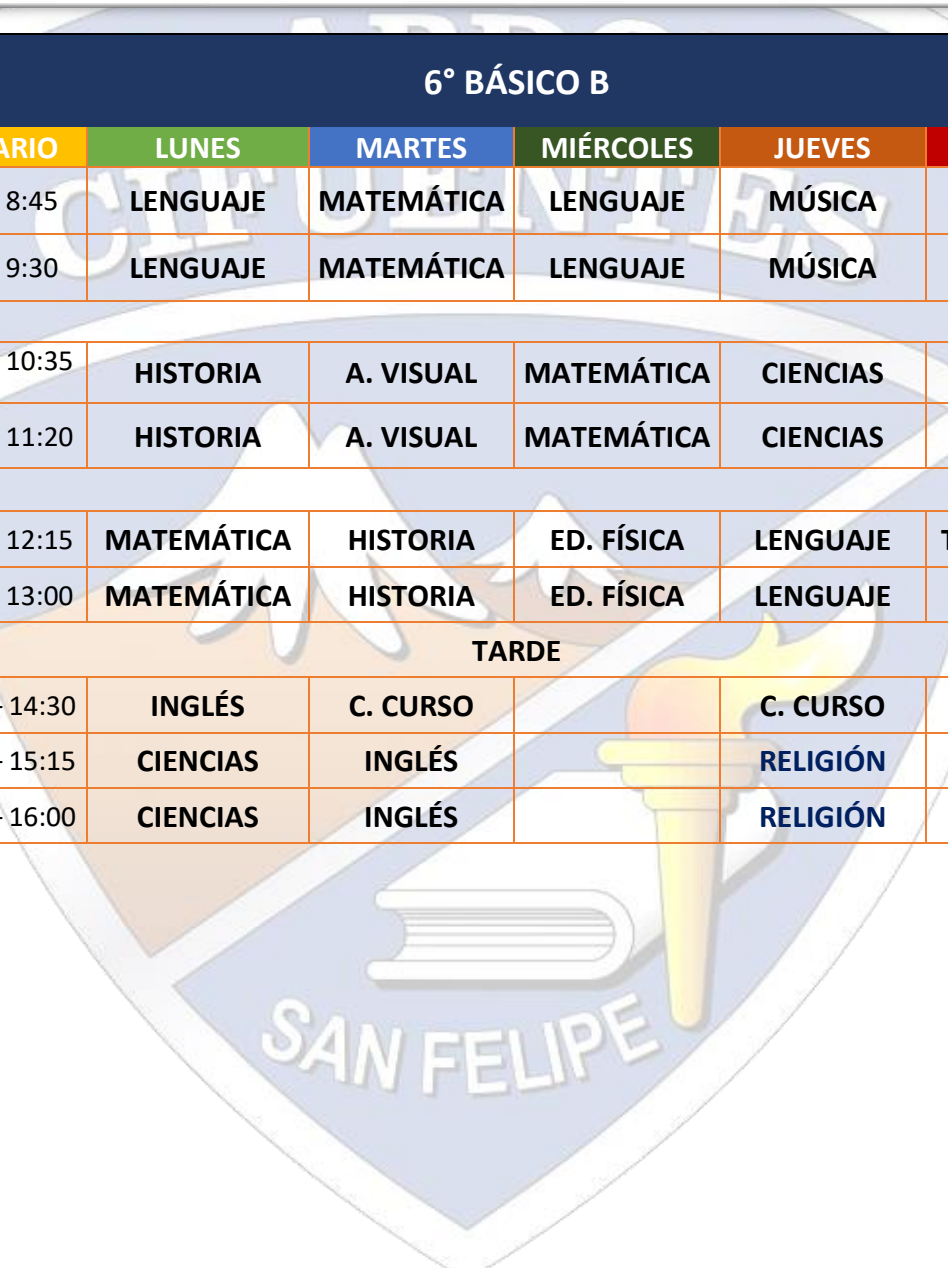 6° BÁSICO B
ARIO LUNES MARTES MIÉRCOLES JUEVES
8:45 LENGUAJE MATEMÁTICA LENGUAJE MÚSICA
9:30 LENGUAJE MATEMÁTICA LENGUAJE MÚSICA
10:35 HISTORIA A. VISUAL MATEMÁTICA CIENCIAS
11:20 HISTORIA A. VISUAL MATEMÁTICA CIENCIAS
12:15 MATEMÁTICA HISTORIA ED. FÍSICA LENGUAJE T
13:00 MATEMÁTICA HISTORIA ED. FÍSICA LENGUAJE
TARDE
- 14:30 INGLÉS C. CURSO C. CURSO
- 15:15 CIENCIAS INGLÉS RELIGIÓN
- 16:00 CIENCIAS INGLÉS RELIGIÓN
CIFUENTES
SAN FELIPE